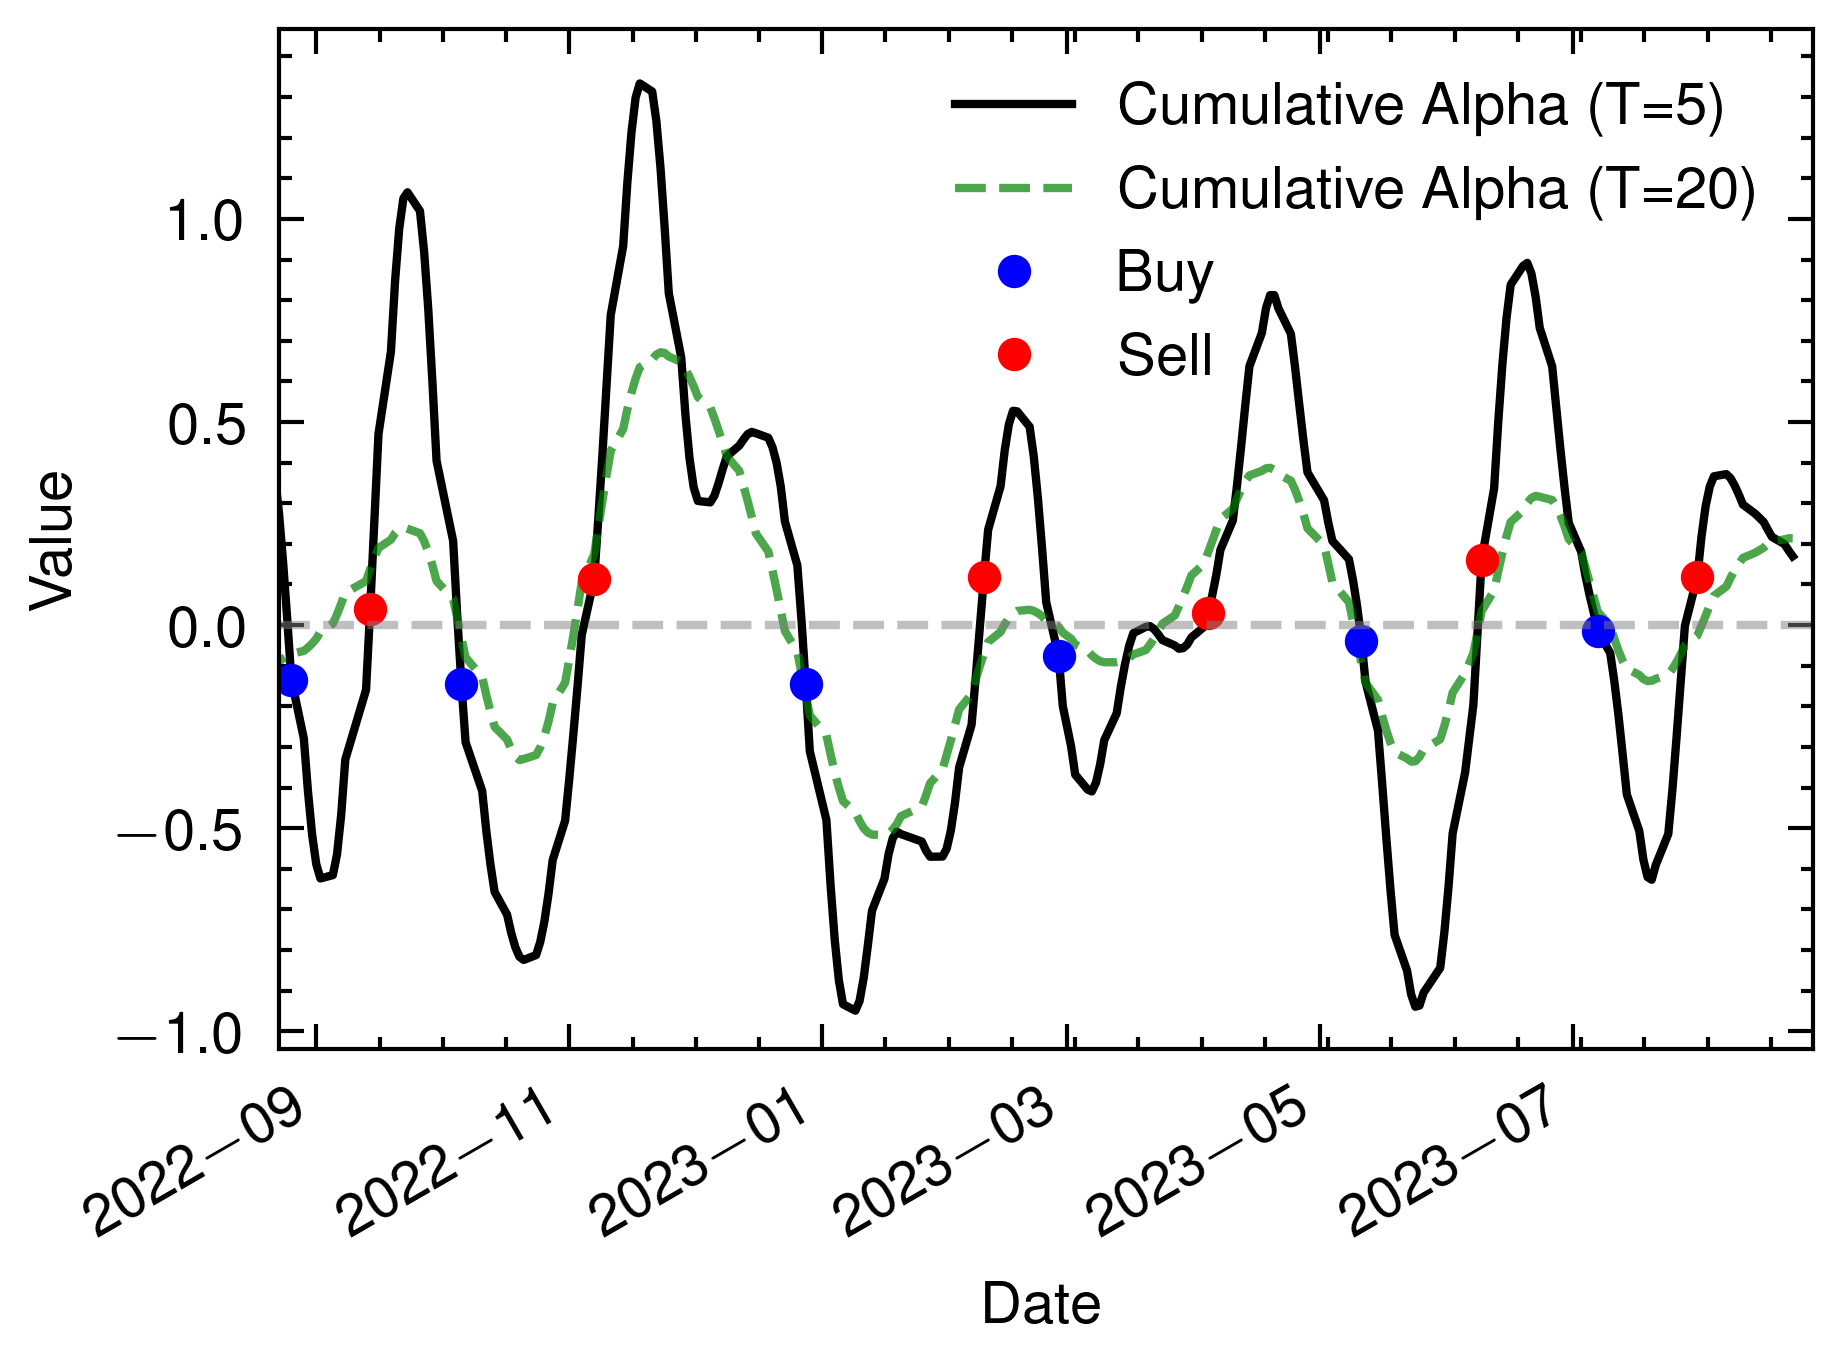 Cumulative Alpha (T=5)
Cumulative Alpha (T=20)
Buy
Sell
1.0
0.5
0.0
−0.5
−1.0
Value
2022−09
2022−11
2023−01
2023−03
2023−05
2023−07
Date